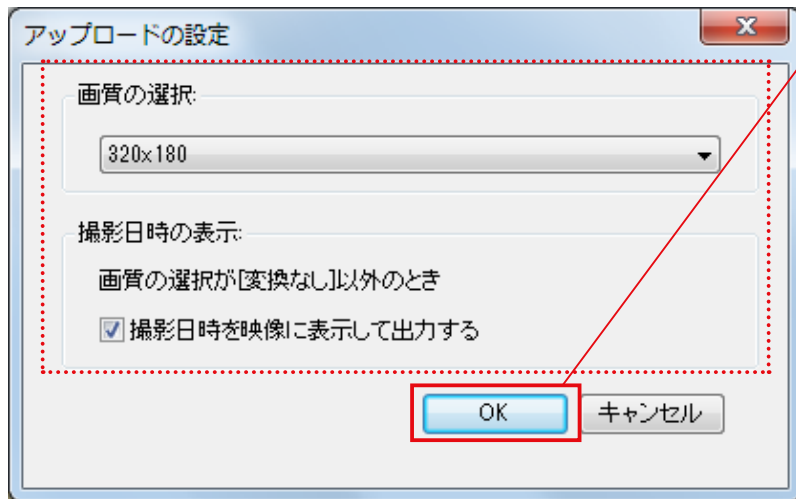 アップロードの設定
画質の選択:
320x180
撮影日時の表示:
画質の選択が[変換なし]以外のとき
撮影日時を映像に表示して出力する
OK
キャンセル